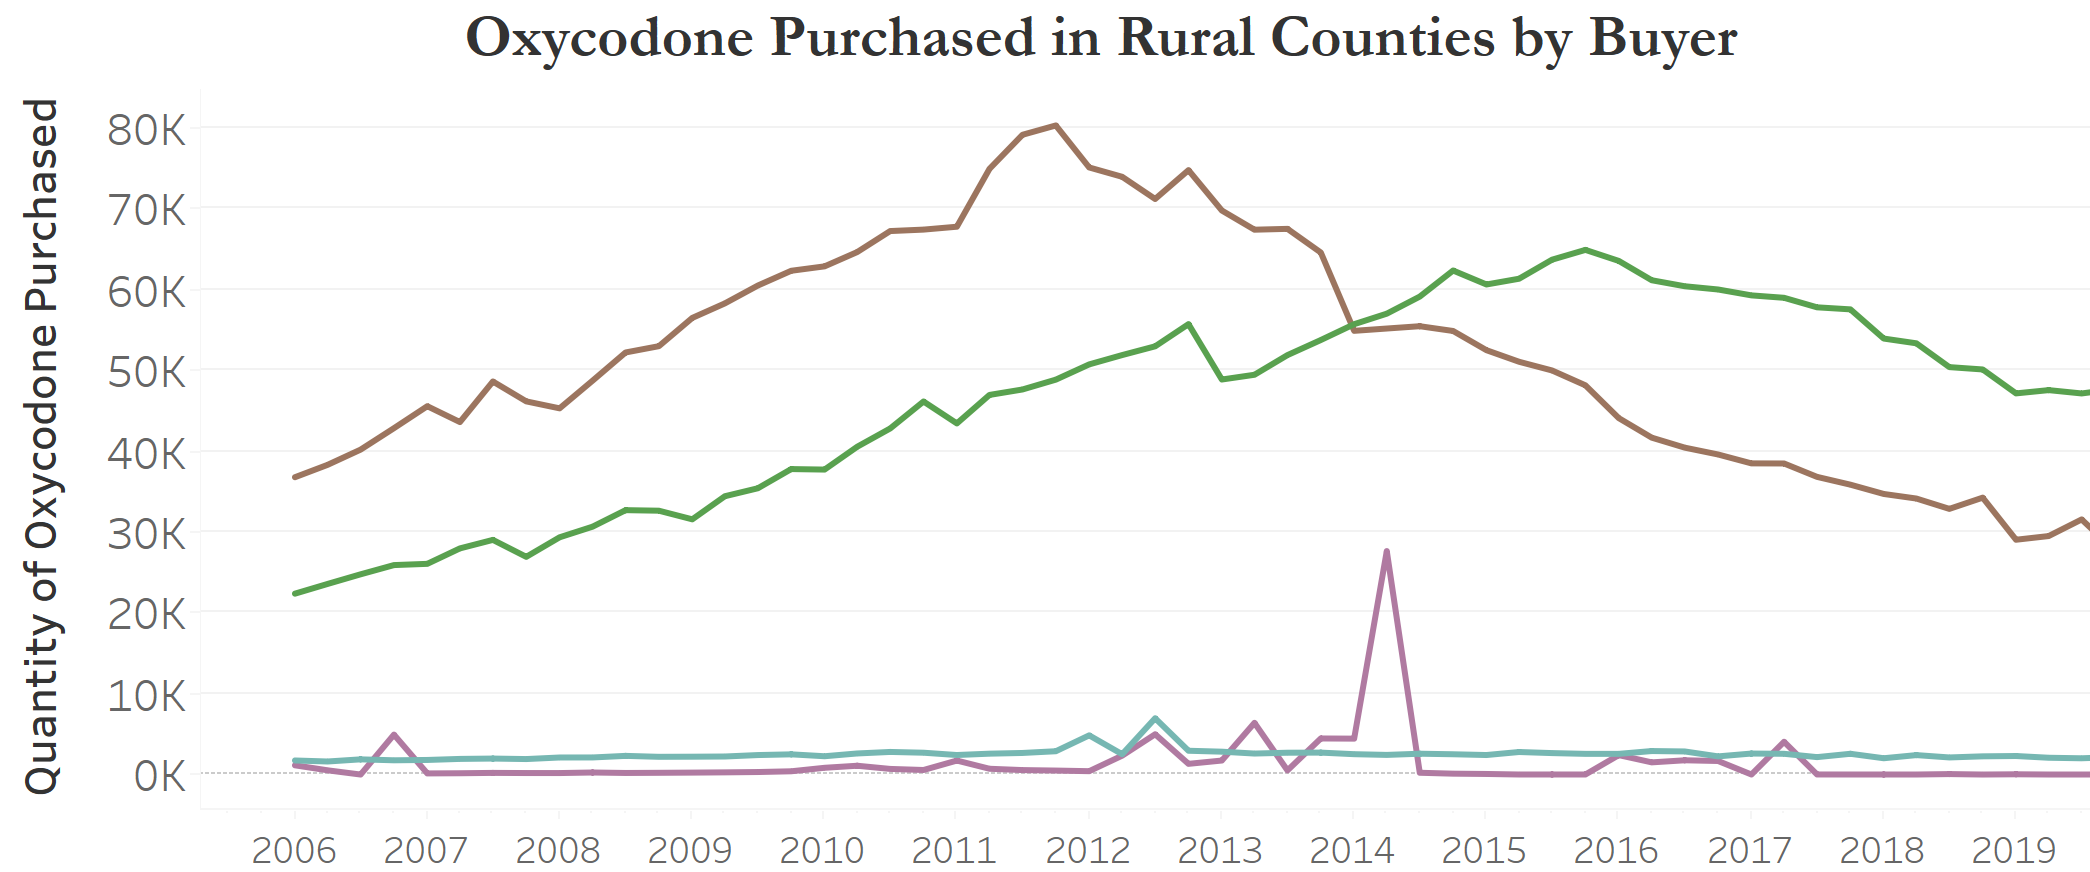 Oxycodone Purchased in Rural Counties by Buyer
Quantity of Oxycodone Purchased
80K
70K
60K
50K
40K
30K
20K
10K
0K
2006 2007 2008 2009 2010 2011 2012 2013 2014 2015 2016 2017 2018 2019